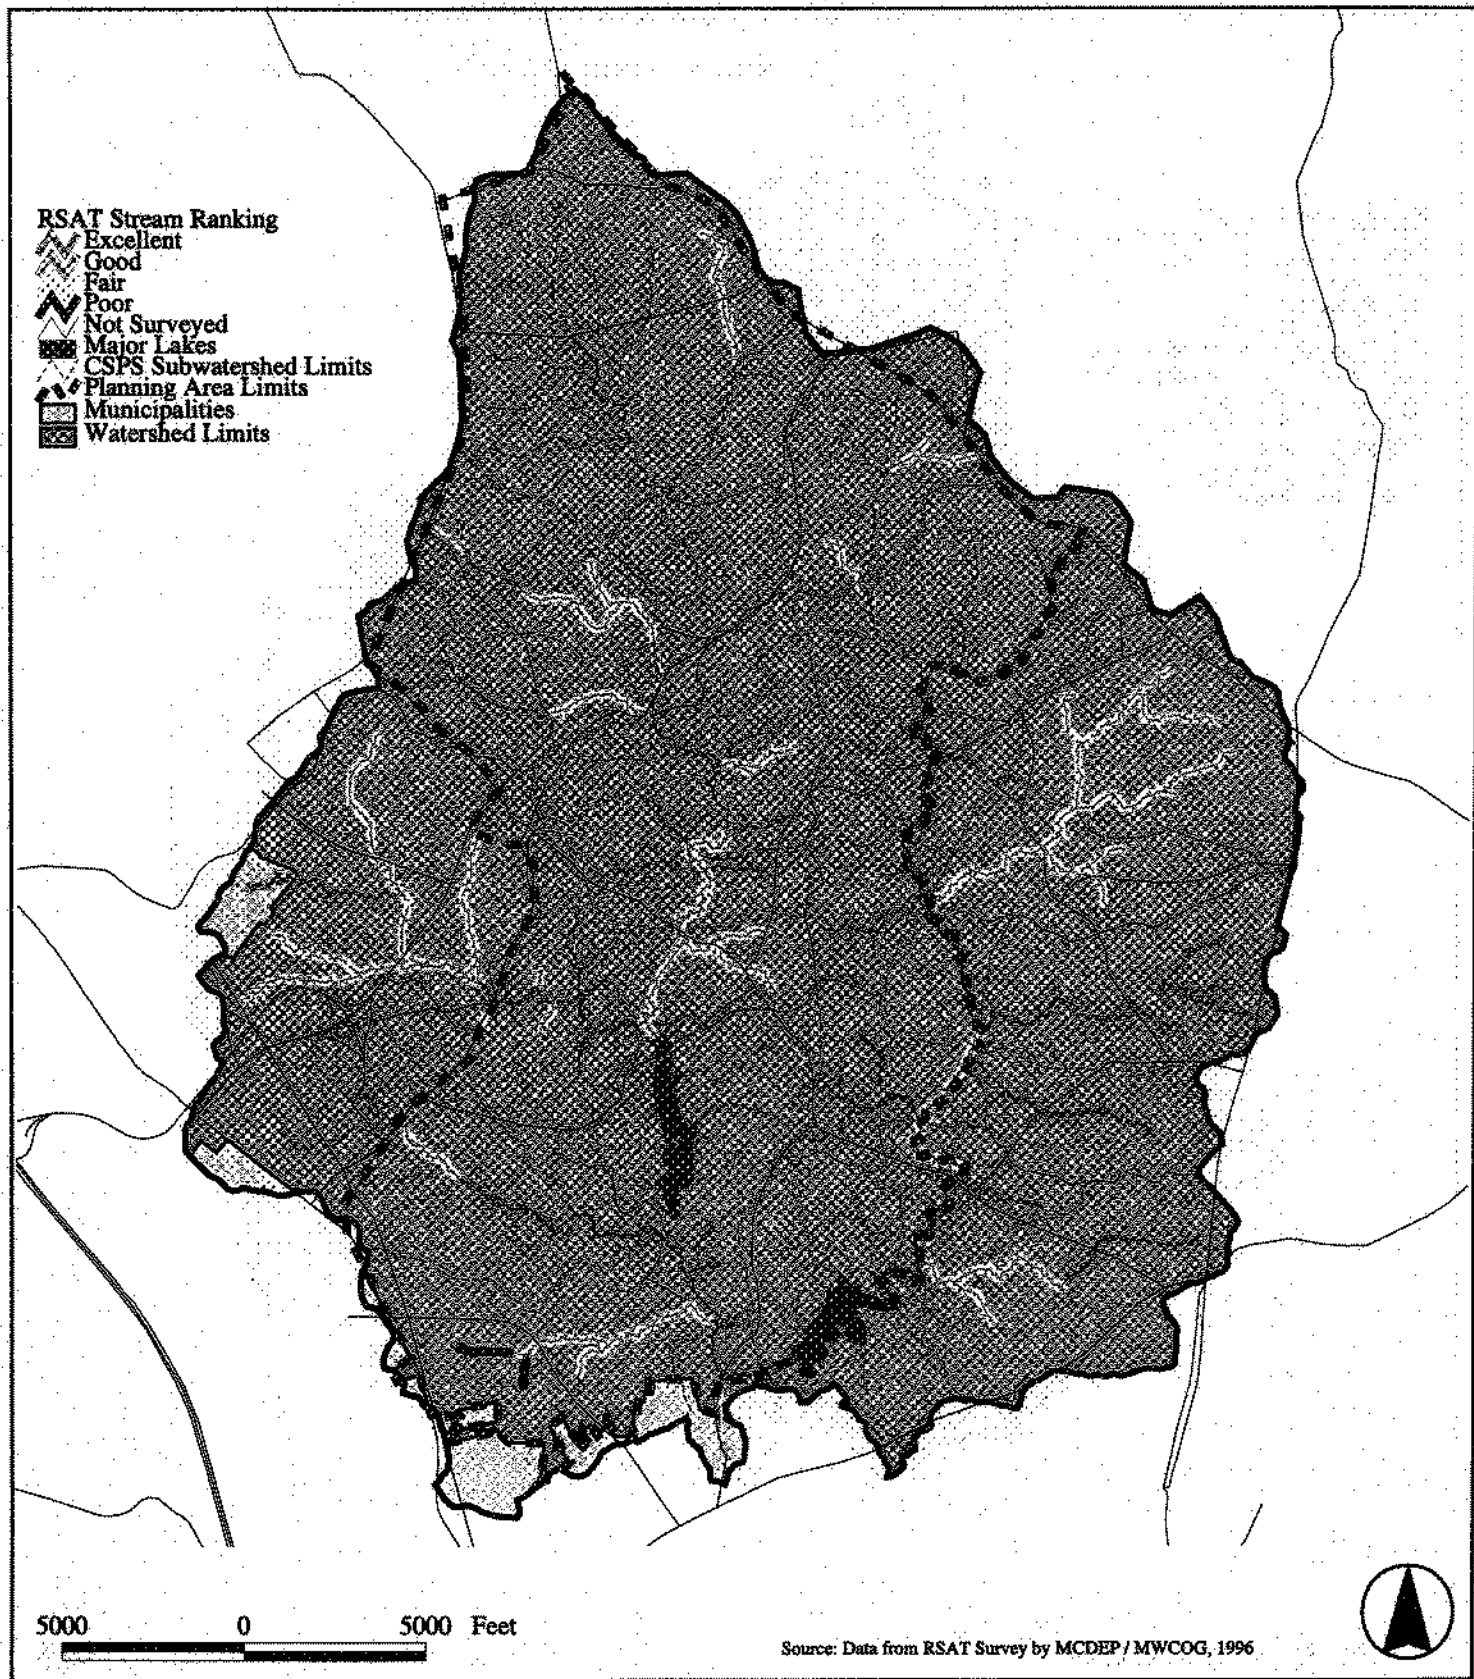 RSAT Stream Ranking
Excellent
Good
Fair
Poor
Not Surveyed
Major Lakes
CSPS Subwatershed Limits
Planning Area Limits
Municipalities
Watershed Limits
5000 0 5000 Feet
Source: Data from RSAT Survey by MCDEP / MWCOG, 1996